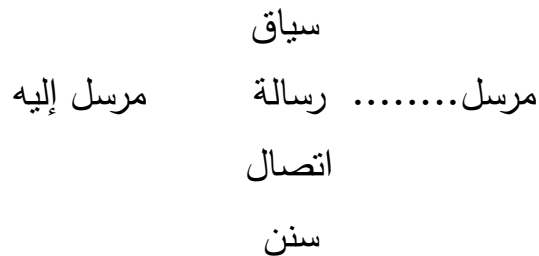 سياق
مرسل........ رسالة مرسل إليه
اتصال
سنن